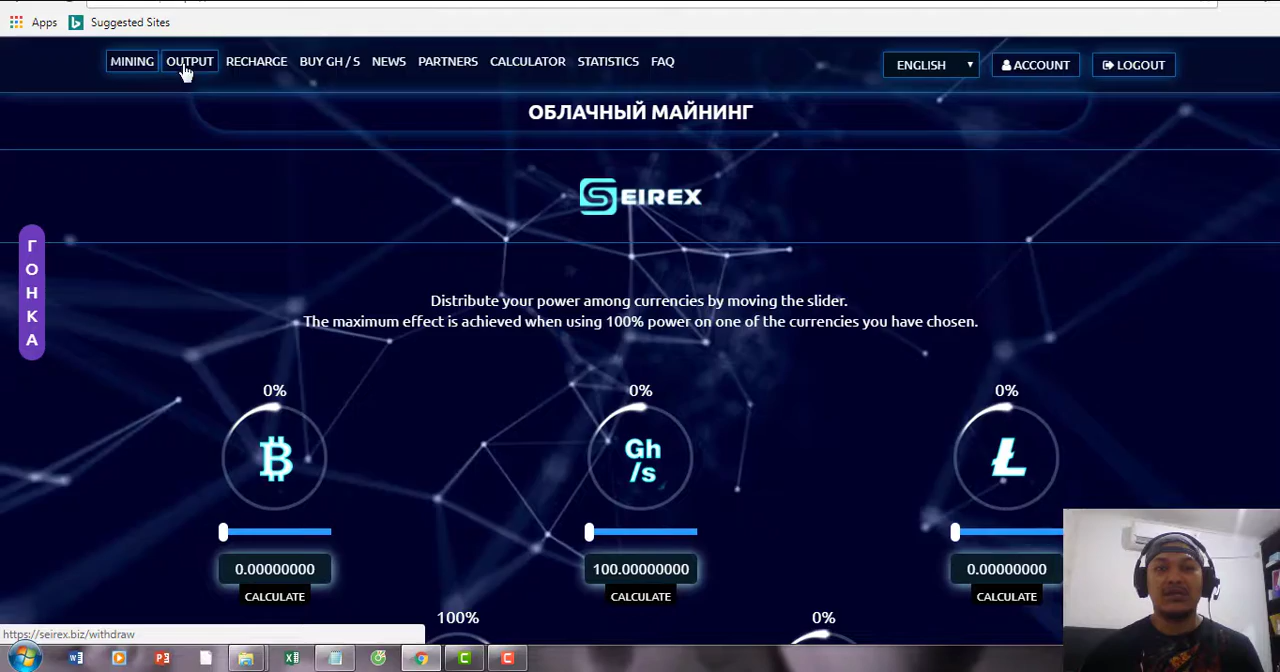 Apps Suggested Sites
MINING OUTPUT RECHARGE BUY GH / S NEWS PARTNERS CALCULATOR STATISTICS FAQ ENGLISH ACCOUNT LOGOUT
ОБЛАЧНЫЙ МАЙНИНГ
SEIREX
Г
О
Н
К
А
Distribute your power among currencies by moving the slider.
The maximum effect is achieved when using 100% power on one of the currencies you have chosen.
0% 0% 0%
Gh
/s
0.00000000 100.00000000 0.00000000
CALCULATE CALCULATE CALCULATE
100% 0%
https://seirex.biz/withdraw